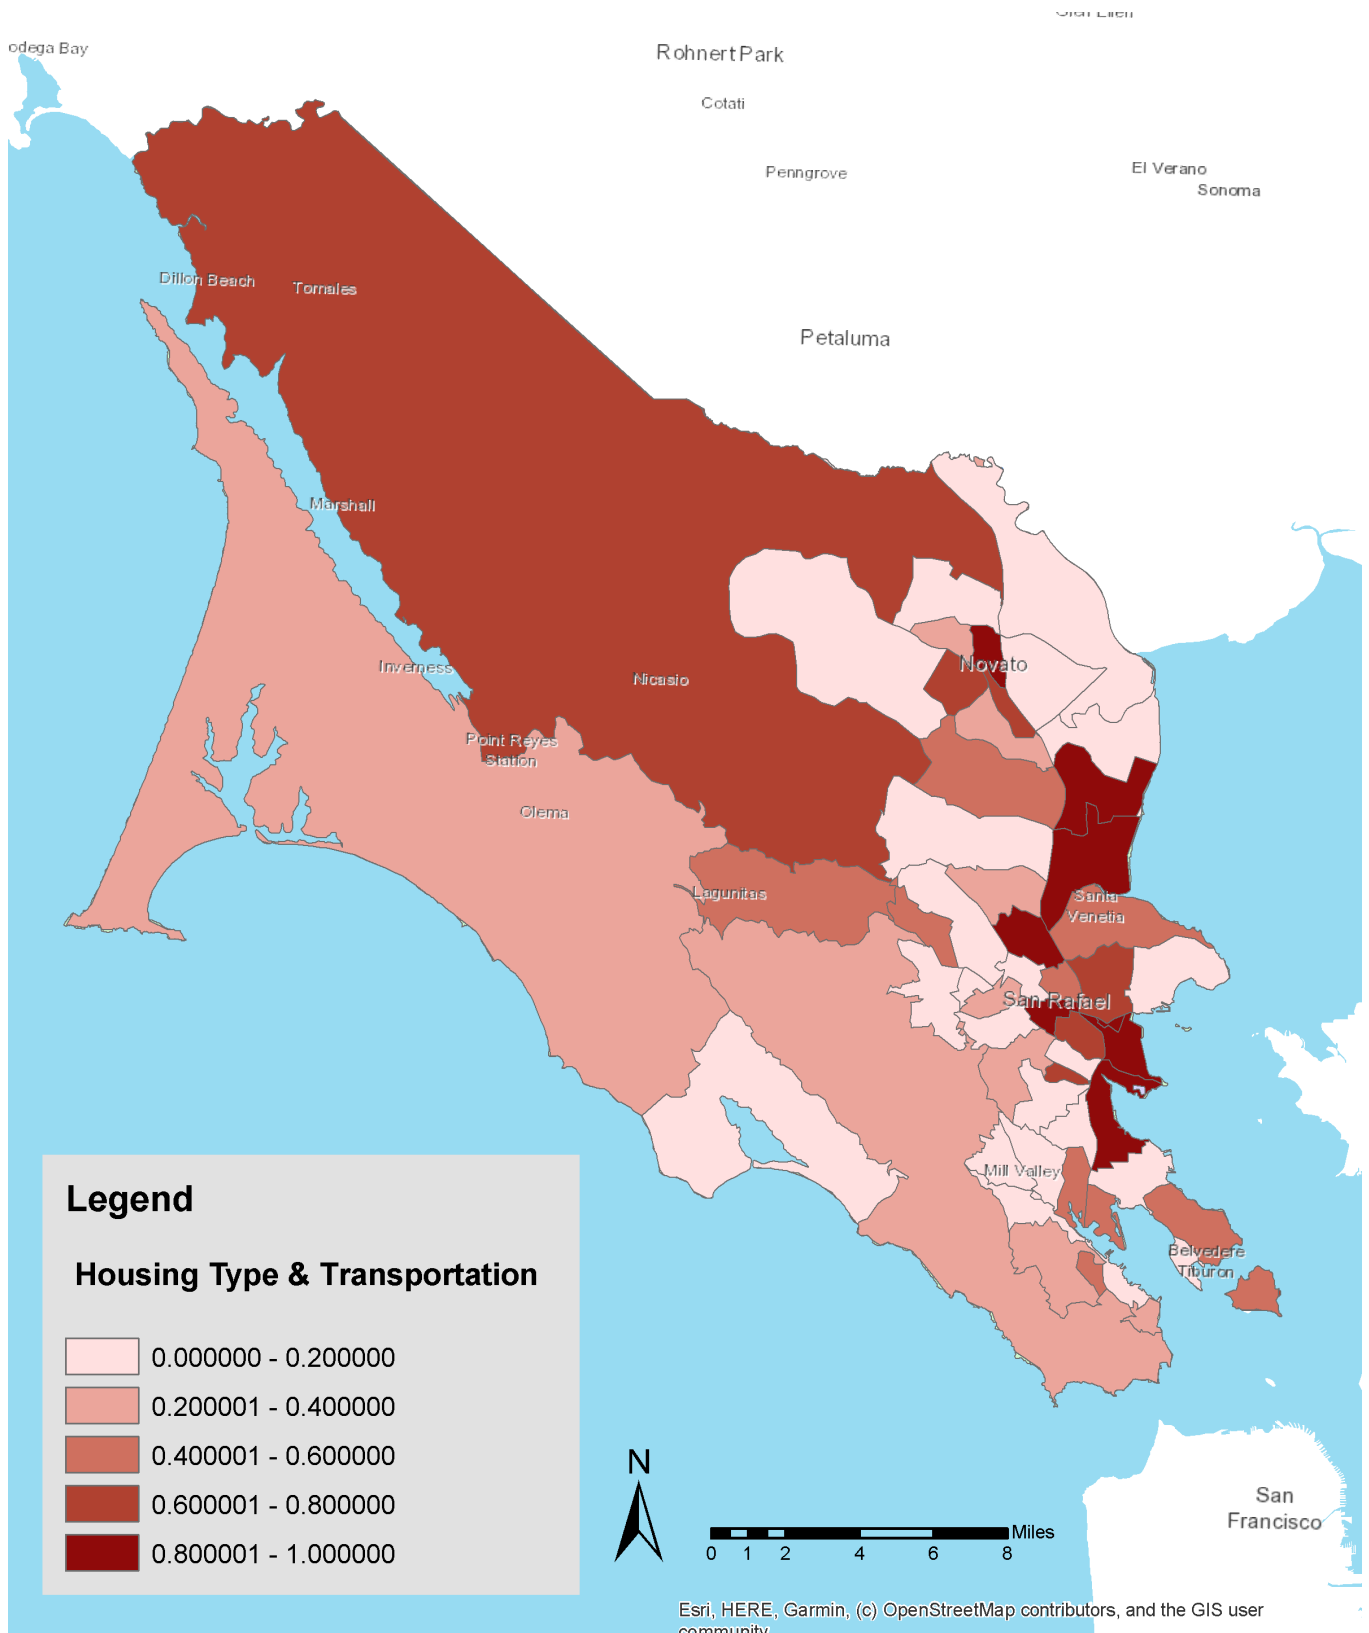 odega Bay
Rohnert Park
Cotati
Penngrove
El Verano
Sonoma
Petaluma
Dillon Beach
Tomales
Marshall
Inverness
Nicasio
Novato
Point Reyes
Station
Olema
Lagunitas
Santa
Venetia
San Rafael
Mill Valley
Belvedere
Tiburon
Legend
Housing Type & Transportation
0.000000 - 0.200000
0.200001 - 0.400000
0.400001 - 0.600000
0.600001 - 0.800000
0.800001 - 1.000000
N
Miles
0 1 2 4 6 8
San
Francisco
Esri, HERE, Garmin, (c) OpenStreetMap contributors, and the GIS user
community